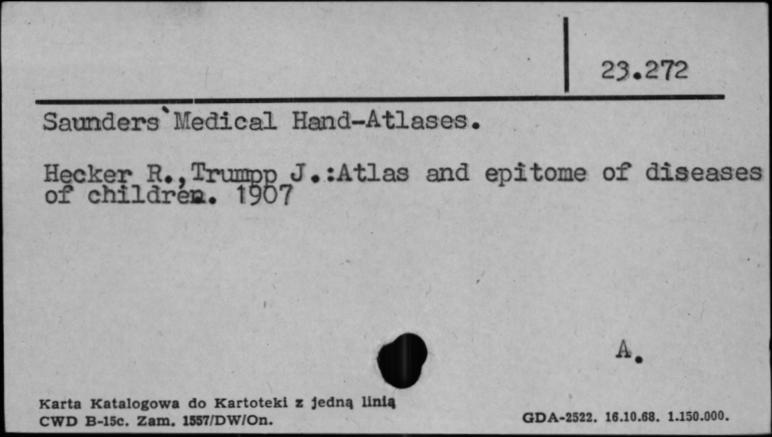 23.272
Saunders`Medical Hand-Atlases.
Hecker R.,Trumpp J.:Atlas and epitome of diseases
of children. 1907
A.
Karta Katalogowa do Kartoteki z jedną linią
CWD B-15c. Zam. 1557/DW/On.
GDA-2522. 16.10.68. 1.150.000.